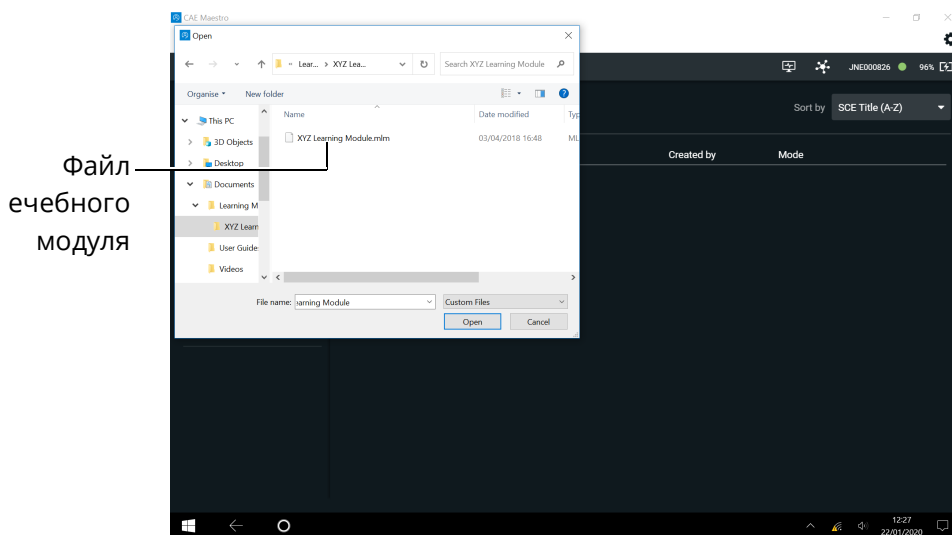 CAE Maestro
Open
« Lear... › XYZ Lea...
Search XYZ Learning Module
Organise
New folder
JNE000826
96%
Sort by
SCE Title (A-Z)
This PC
3D Objects
Desktop
Documents
Learning M
XYZ Learn
User Guide
Videos
Name
Date modified
Typ
XYZ Learning Module.mlm
03/04/2018 16:48
ML
Created by
Mode
Файл
ечебного
модуля
File name:
earning Module
Custom Files
Open
Cancel
12:27
22/01/2020